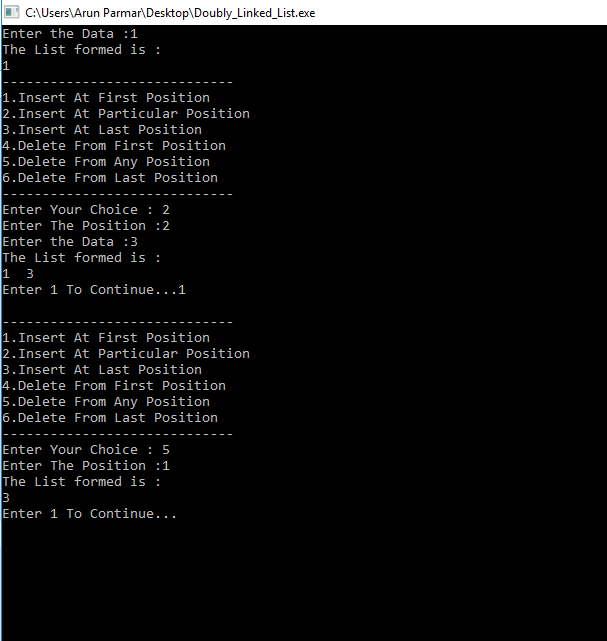 C:\Users\Arun Parmar\Desktop\Doubly_Linked_List.exe
Enter the Data :1
The List formed is :
1
-----------------------------
1.Insert At First Position
2.Insert At Particular Position
3.Insert At Last Position
4.Delete From First Position
5.Delete From Any Position
6.Delete From Last Position
-----------------------------
Enter Your Choice : 2
Enter The Position :2
Enter the Data :3
The List formed is :
1  3
Enter 1 To Continue...1
-----------------------------
1.Insert At First Position
2.Insert At Particular Position
3.Insert At Last Position
4.Delete From First Position
5.Delete From Any Position
6.Delete From Last Position
-----------------------------
Enter Your Choice : 5
Enter The Position :1
The List formed is :
3
Enter 1 To Continue...